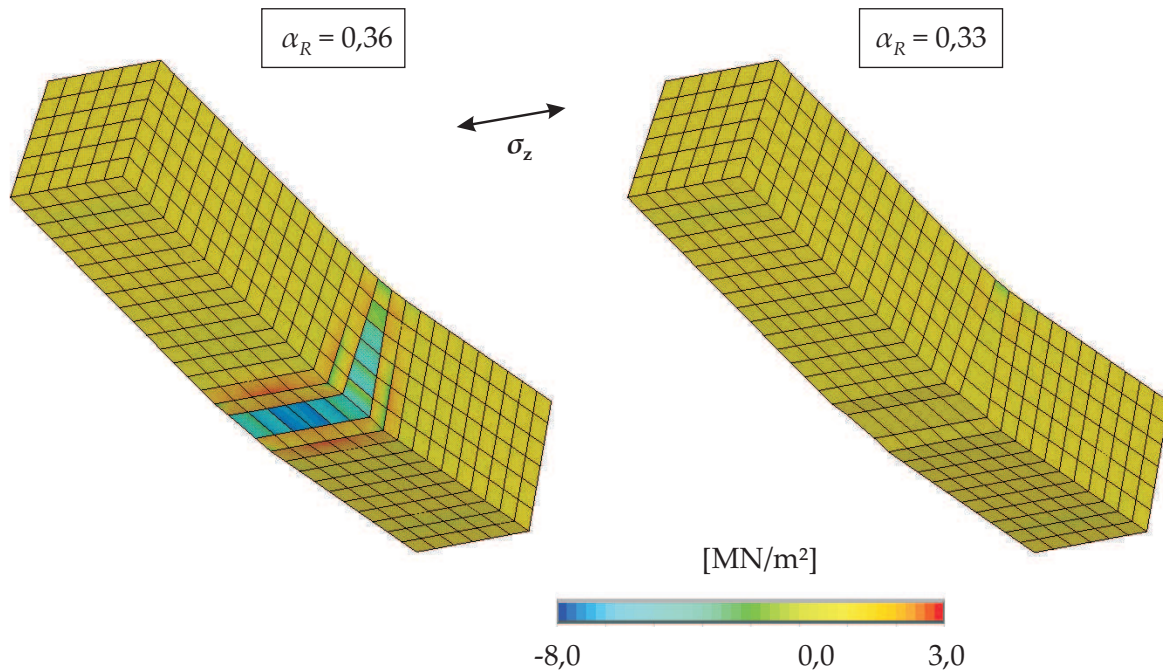 α_R = 0,36
α_R = 0,33
σ_z
[MN/m²]
-8,0 0,0 3,0